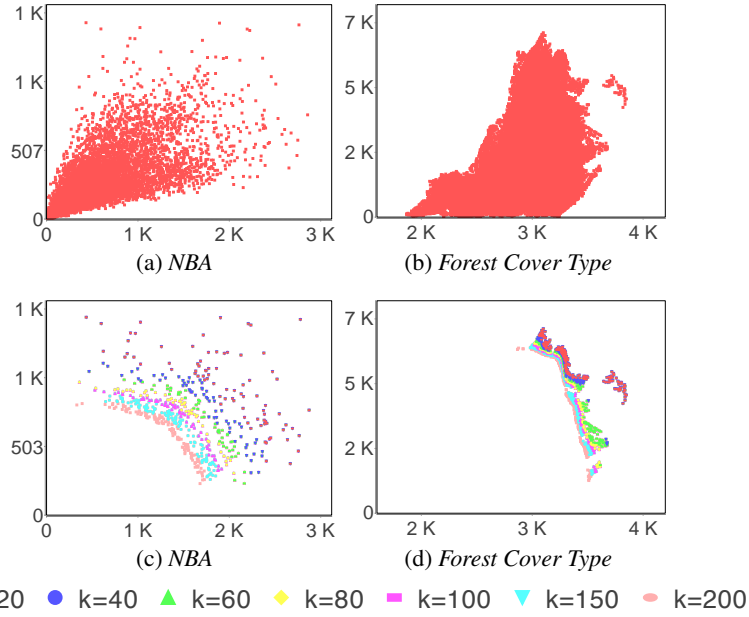 1 K
1 K
507
0
0 1 K 2 K 3 K
(a) NBA
7 K
5 K
2 K
0
2 K 3 K 4 K
(b) Forest Cover Type
1 K
1 K
503
0
0 1 K 2 K 3 K
(c) NBA
7 K
5 K
2 K
0
2 K 3 K 4 K
(d) Forest Cover Type
20 k=40 k=60 k=80 k=100 k=150 k=200